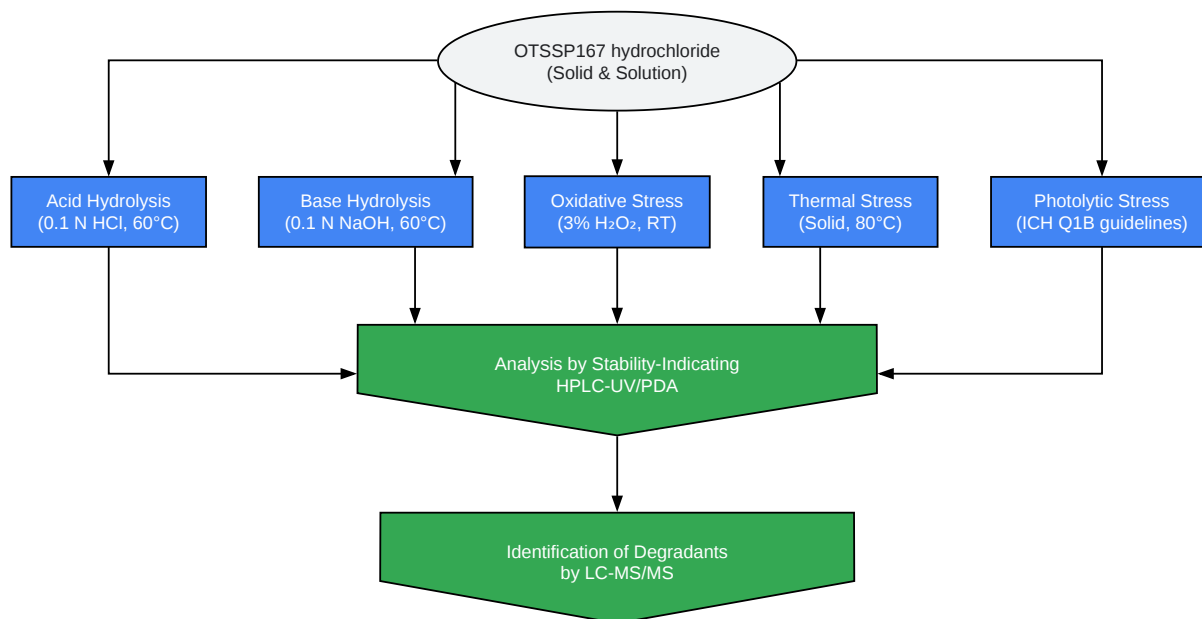 OTSSP167 hydrochloride
(Solid & Solution)
Acid Hydrolysis
(0.1 N HCl, 60°C)
Base Hydrolysis
(0.1 N NaOH, 60°C)
Oxidative Stress
(3% H₂O₂, RT)
Thermal Stress
(Solid, 80°C)
Photolytic Stress
(ICH Q1B guidelines)
Analysis by Stability-Indicating
HPLC-UV/PDA
Identification of Degradants
by LC-MS/MS